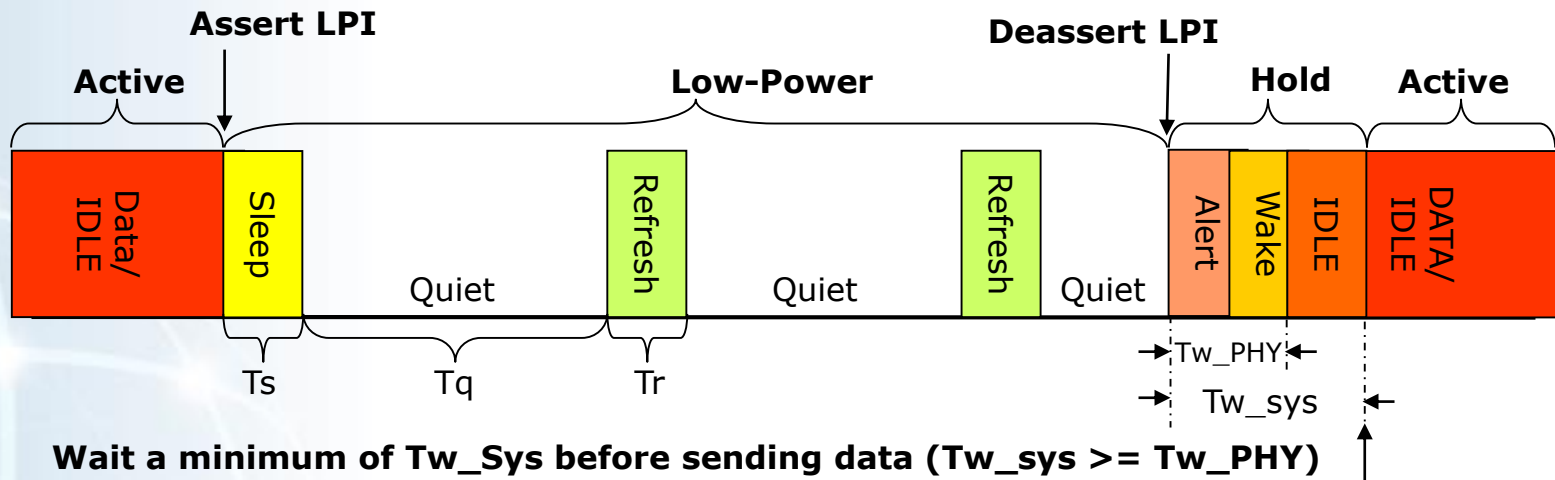 Assert LPI
Deassert LPI
Active
Low-Power
Hold
Active
Data/
IDLE
Sleep
Quiet
Refresh
Quiet
Refresh
Quiet
Alert
Wake
IDLE
DATA/
IDLE
Ts
Tq
Tr
Tw_PHY
Tw_sys
Wait a minimum of Tw_Sys before sending data (Tw_sys >= Tw_PHY)